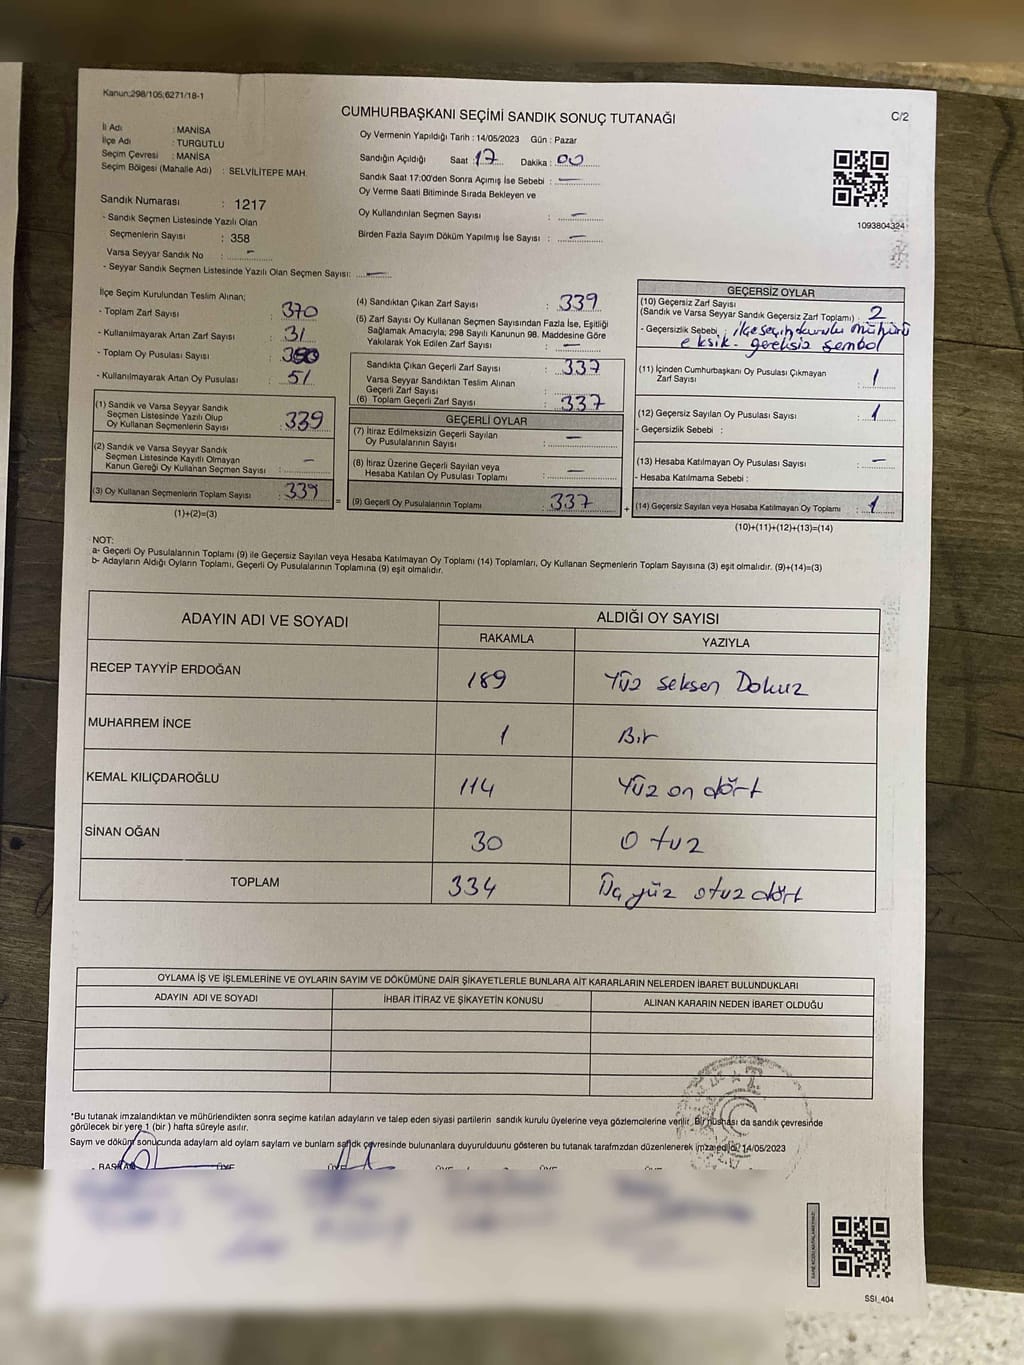 Kanun:298/105;6271/18-1
CUMHURBAŞKANI SEÇİMİ SANDIK SONUÇ TUTANAĞI
C/2
İl Adı : MANİSA
İlçe Adı : TURGUTLU
Seçim Çevresi : MANİSA
Seçim Bölgesi (Mahalle Adı) : SELVİLİTEPE MAH.
Sandık Numarası : 1217
- Sandık Seçmen Listesinde Yazılı Olan
Seçmenlerin Sayısı : 358
Varsa Seyyar Sandık No : -
- Seyyar Sandık Seçmen Listesinde Yazılı Olan Seçmen Sayısı: -
Oy Vermenin Yapıldığı Tarih : 14/05/2023 Gün : Pazar
Sandığın Açıldığı Saat : 17 Dakika : 00
Sandık Saat 17:00'den Sonra Açımış İse Sebebi : -
Oy Verme Saati Bitiminde Sırada Bekleyen ve
Oy Kullandırılan Seçmen Sayısı : -
Birden Fazla Sayım Döküm Yapılmış İse Sayısı : -
1093804324
İlçe Seçim Kurulundan Teslim Alınan;
- Toplam Zarf Sayısı : 370
- Kullanılmayarak Artan Zarf Sayısı : 31
- Toplam Oy Pusulası Sayısı :
- Kullanılmayarak Artan Oy Pusulası : 51
(1) Sandık ve Varsa Seyyar Sandık
Seçmen Listesinde Yazılı Olup
Oy Kullanan Seçmenlerin Sayısı : 339
(2) Sandık ve Varsa Seyyar Sandık
Seçmen Listesinde Kayıtlı Olmayan
Kanun Gereği Oy Kullanan Seçmen Sayısı : -
(3) Oy Kullanan Seçmenlerin Toplam Sayısı : 339
(1)+(2)=(3)
=
(4) Sandıktan Çıkan Zarf Sayısı : 339
(5) Zarf Sayısı Oy Kullanan Seçmen Sayısından Fazla İse, Eşitliği
Sağlamak Amacıyla; 298 Sayılı Kanunun 98. Maddesine Göre
Yakılarak Yok Edilen Zarf Sayısı : -
Sandıkta Çıkan Geçerli Zarf Sayısı : 337
Varsa Seyyar Sandıktan Teslim Alınan
Geçerli Zarf Sayısı :
(6) Toplam Geçerli Zarf Sayısı : 337
GEÇERLİ OYLAR
(7) İtiraz Edilmeksizin Geçerli Sayılan
Oy Pusulalarının Sayısı : -
(8) İtiraz Üzerine Geçerli Sayılan veya
Hesaba Katılan Oy Pusulası Toplamı : -
(9) Geçerli Oy Pusulalarının Toplamı : 337
+
GEÇERSİZ OYLAR
(10) Geçersiz Zarf Sayısı
(Sandık ve Varsa Seyyar Sandık Geçersiz Zarf Toplamı) : 2
- Geçersizlik Sebebi : ilçe seçim kurulu mührü
eksik - gereksiz sembol
(11) İçinden Cumhurbaşkanı Oy Pusulası Çıkmayan
Zarf Sayısı : 1
(12) Geçersiz Sayılan Oy Pusulası Sayısı : 1
- Geçersizlik Sebebi :
(13) Hesaba Katılmayan Oy Pusulası Sayısı : -
- Hesaba Katılmama Sebebi :
(14) Geçersiz Sayılan veya Hesaba Katılmayan Oy Toplamı : 1
(10)+(11)+(12)+(13)=(14)
NOT:
a- Geçerli Oy Pusulalarının Toplamı (9) ile Geçersiz Sayılan veya Hesaba Katılmayan Oy Toplamı (14) Toplamları, Oy Kullanan Seçmenlerin Toplam Sayısına (3) eşit olmalıdır. (9)+(14)=(3)
b- Adayların Aldığı Oyların Toplamı, Geçerli Oy Pusulalarının Toplamına (9) eşit olmalıdır.
ADAYIN ADI VE SOYADI ALDIĞI OY SAYISI
RAKAMLA YAZIYLA
RECEP TAYYİP ERDOĞAN 189 Yüz seksen Dokuz
MUHARREM İNCE 1 Bir
KEMAL KILIÇDAROĞLU 114 Yüz on dört
SİNAN OĞAN 30 Otuz
TOPLAM 334 Üç yüz otuz dört
OYLAMA İŞ VE İŞLEMLERİNE VE OYLARIN SAYIM VE DÖKÜMÜNE DAİR ŞİKAYETLERLE BUNLARA AİT KARARLARIN NELERDEN İBARET BULUNDUKLARI
ADAYIN ADI VE SOYADI İHBAR İTİRAZ VE ŞİKAYETİN KONUSU ALINAN KARARIN NEDEN İBARET OLDUĞU
*Bu tutanak imzalandıktan ve mühürlendikten sonra seçime katılan adayların ve talep eden siyasi partilerin sandık kurulu üyelerine veya gözlemcilerine verilir. Bir nüshası da sandık çevresinde
görülecek bir yere 1 (bir ) hafta süreyle asılır.
Sayım ve döküm sonucunda adayların ald oylam saylam ve bunlarn sandk çevresinde bulunanlara duyurulduunu gösteren bu tutanak tarafmzdan düzenlenerek imzaedildi. 14/05/2023
SSI_404